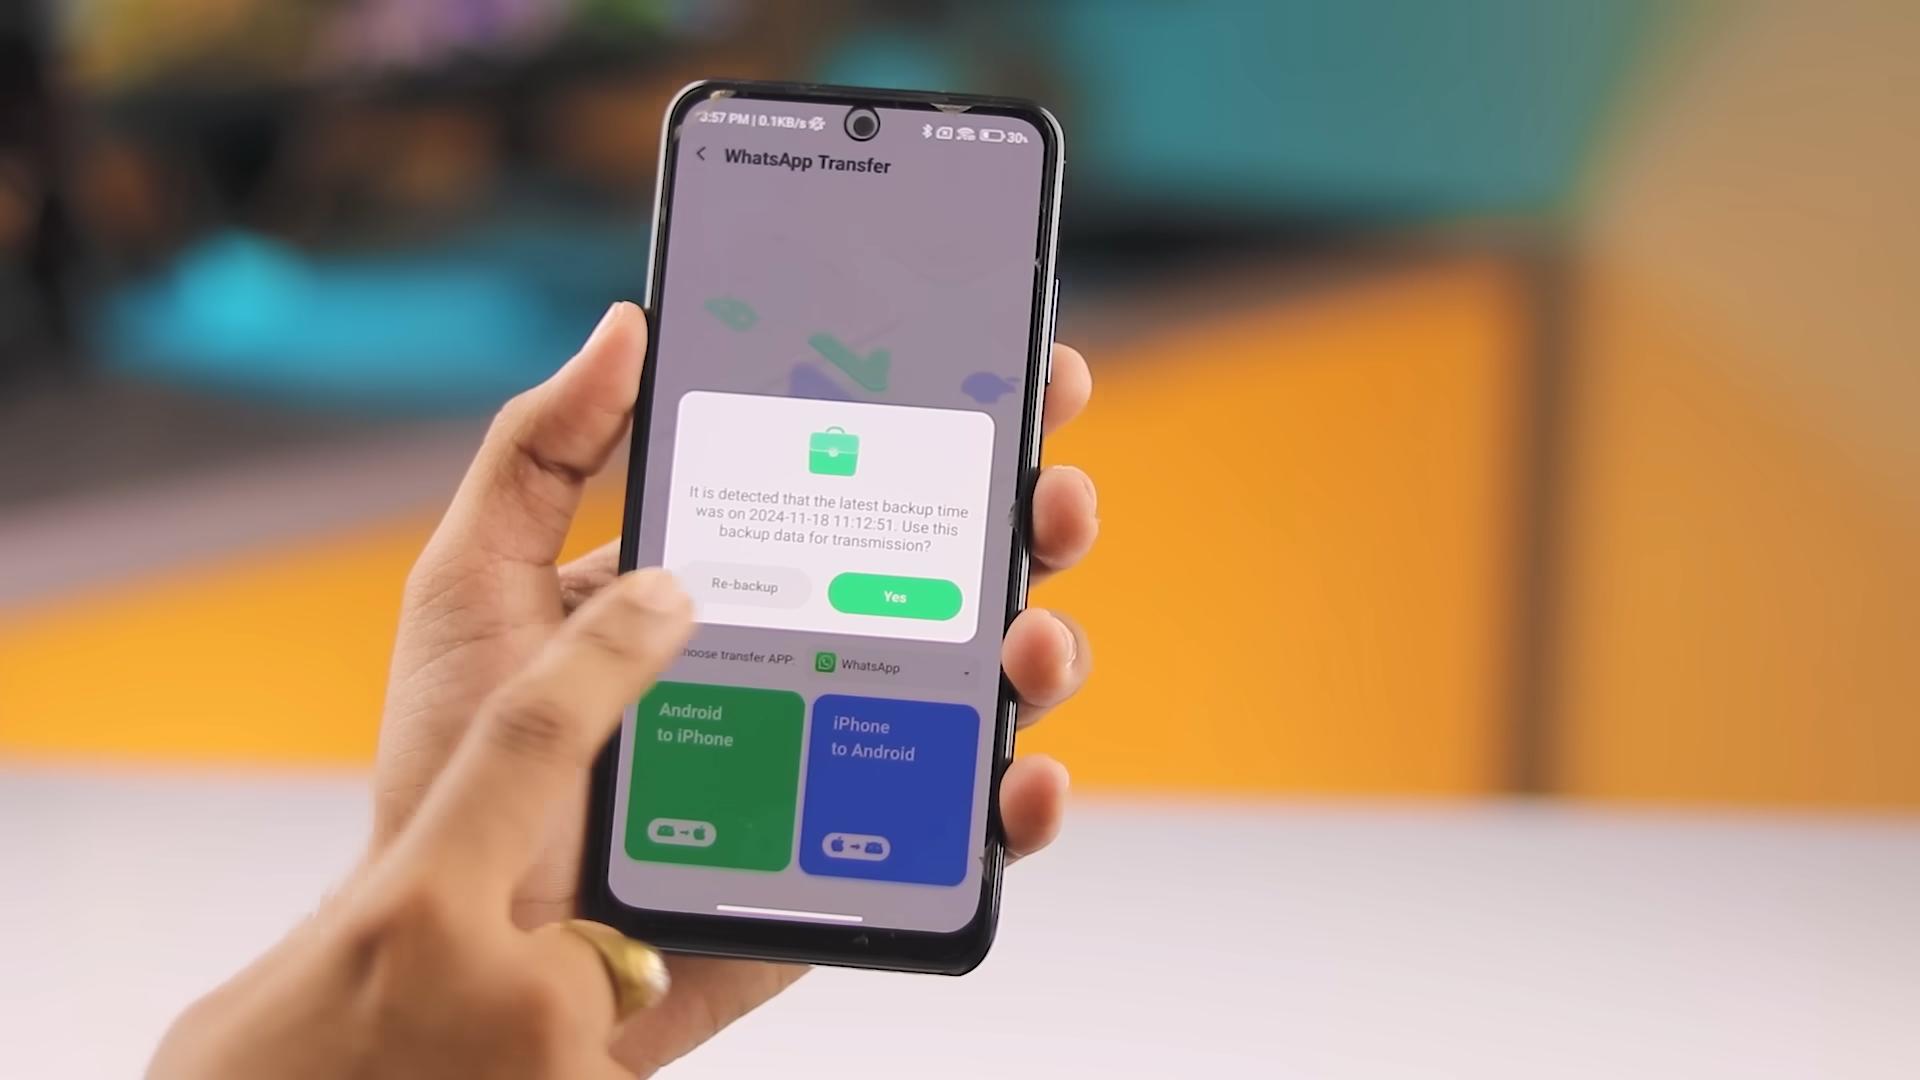 3:57 PM | 0.1KB/s
30%
WhatsApp Transfer
It is detected that the latest backup time
was on 2024-11-18 11:12:51. Use this
backup data for transmission?
Re-backup
Yes
hoose transfer APP:
WhatsApp
Android
to iPhone
iPhone
to Android